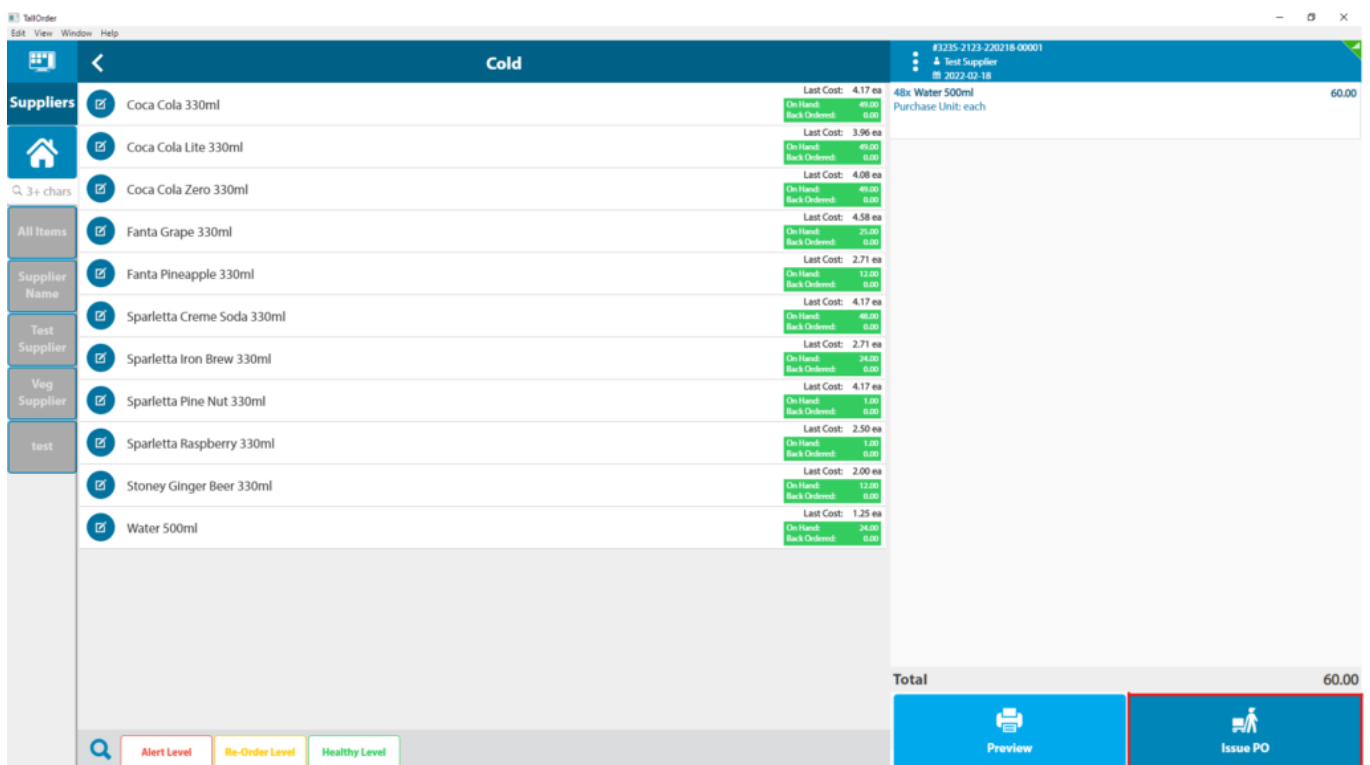 TallOrder
Edit View Window Help
Suppliers
3+ chars
All Items
Supplier
Name
Test
Supplier
Veg
Supplier
test
Cold
Coca Cola 330ml
Last Cost: 4.17 ea
On Hand: 49.00
Back Ordered: 0.00
Coca Cola Lite 330ml
Last Cost: 3.96 ea
On Hand: 49.00
Back Ordered: 0.00
Coca Cola Zero 330ml
Last Cost: 4.08 ea
On Hand: 49.00
Back Ordered: 0.00
Fanta Grape 330ml
Last Cost: 4.58 ea
On Hand: 25.00
Back Ordered: 0.00
Fanta Pineapple 330ml
Last Cost: 2.71 ea
On Hand: 12.00
Back Ordered: 0.00
Sparletta Creme Soda 330ml
Last Cost: 4.17 ea
On Hand: 48.00
Back Ordered: 0.00
Sparletta Iron Brew 330ml
Last Cost: 2.71 ea
On Hand: 24.00
Back Ordered: 0.00
Sparletta Pine Nut 330ml
Last Cost: 4.17 ea
On Hand: 1.00
Back Ordered: 0.00
Sparletta Raspberry 330ml
Last Cost: 2.50 ea
On Hand: 1.00
Back Ordered: 0.00
Stoney Ginger Beer 330ml
Last Cost: 2.00 ea
On Hand: 12.00
Back Ordered: 0.00
Water 500ml
Last Cost: 1.25 ea
On Hand: 24.00
Back Ordered: 0.00
Alert Level
Re-Order Level
Healthy Level
#3235-2123-220218-00001
Test Supplier
2022-02-18
48x Water 500ml 60.00
Purchase Unit: each
Total 60.00
Preview
Issue PO